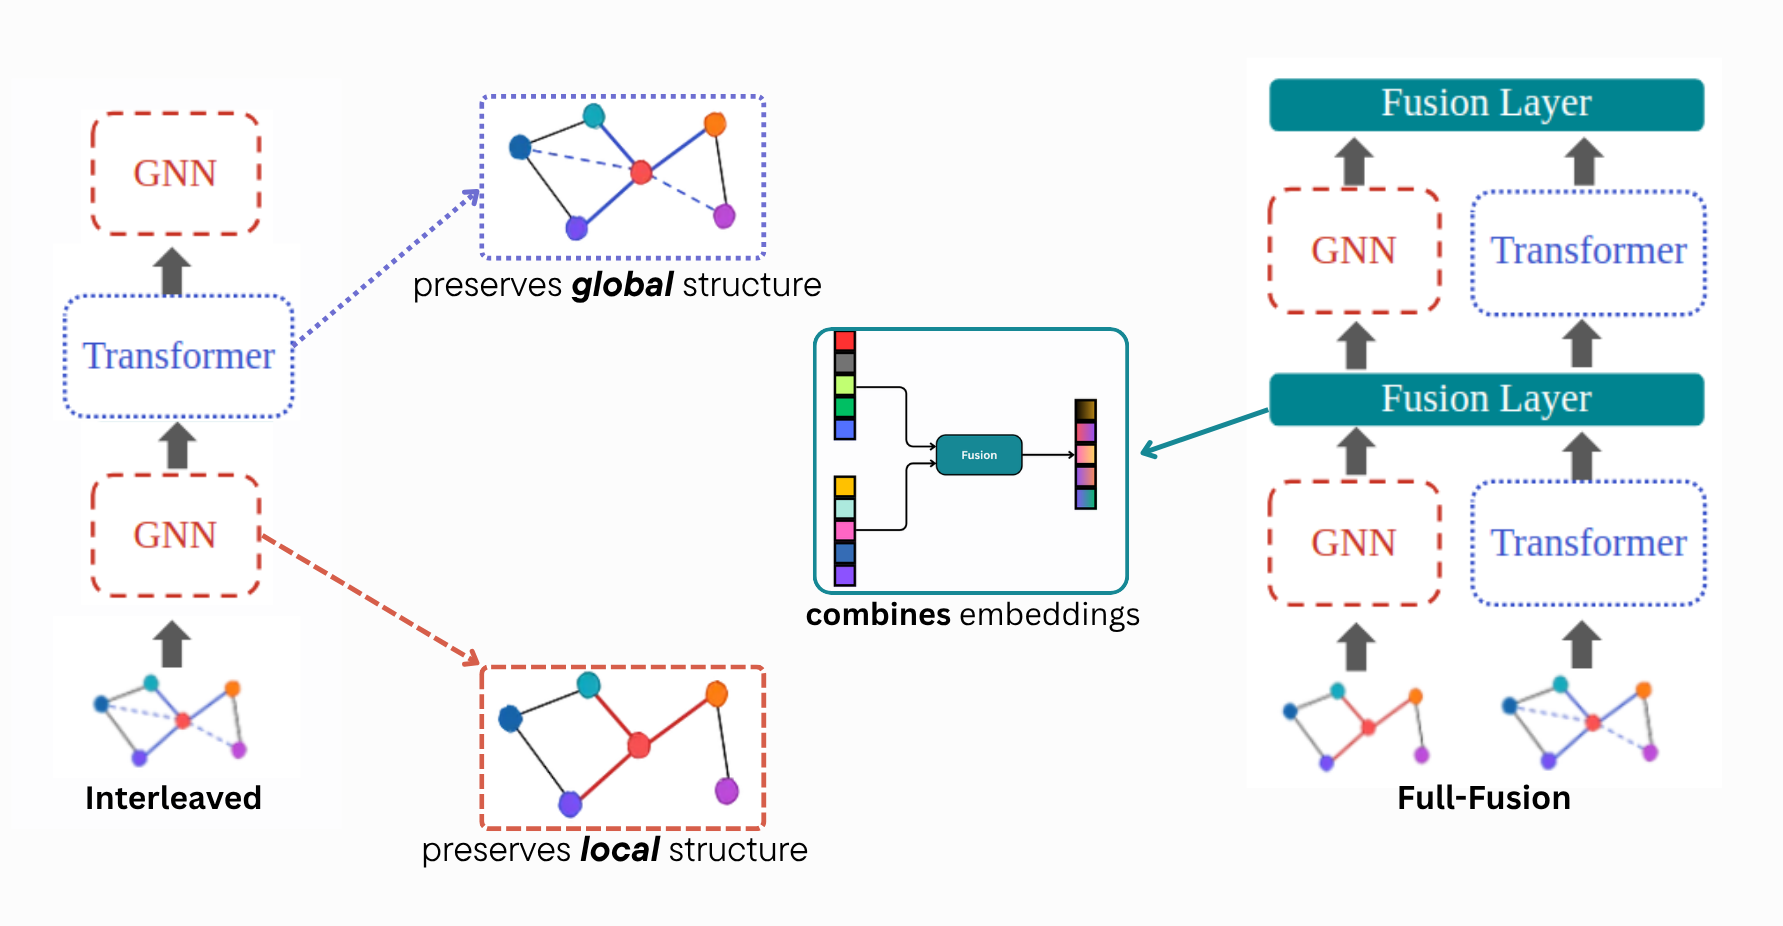 GNN
Transformer
GNN
Interleaved
preserves global structure
preserves local structure
Fusion
combines embeddings
Fusion Layer
GNN
Transformer
Fusion Layer
GNN
Transformer
Full-Fusion